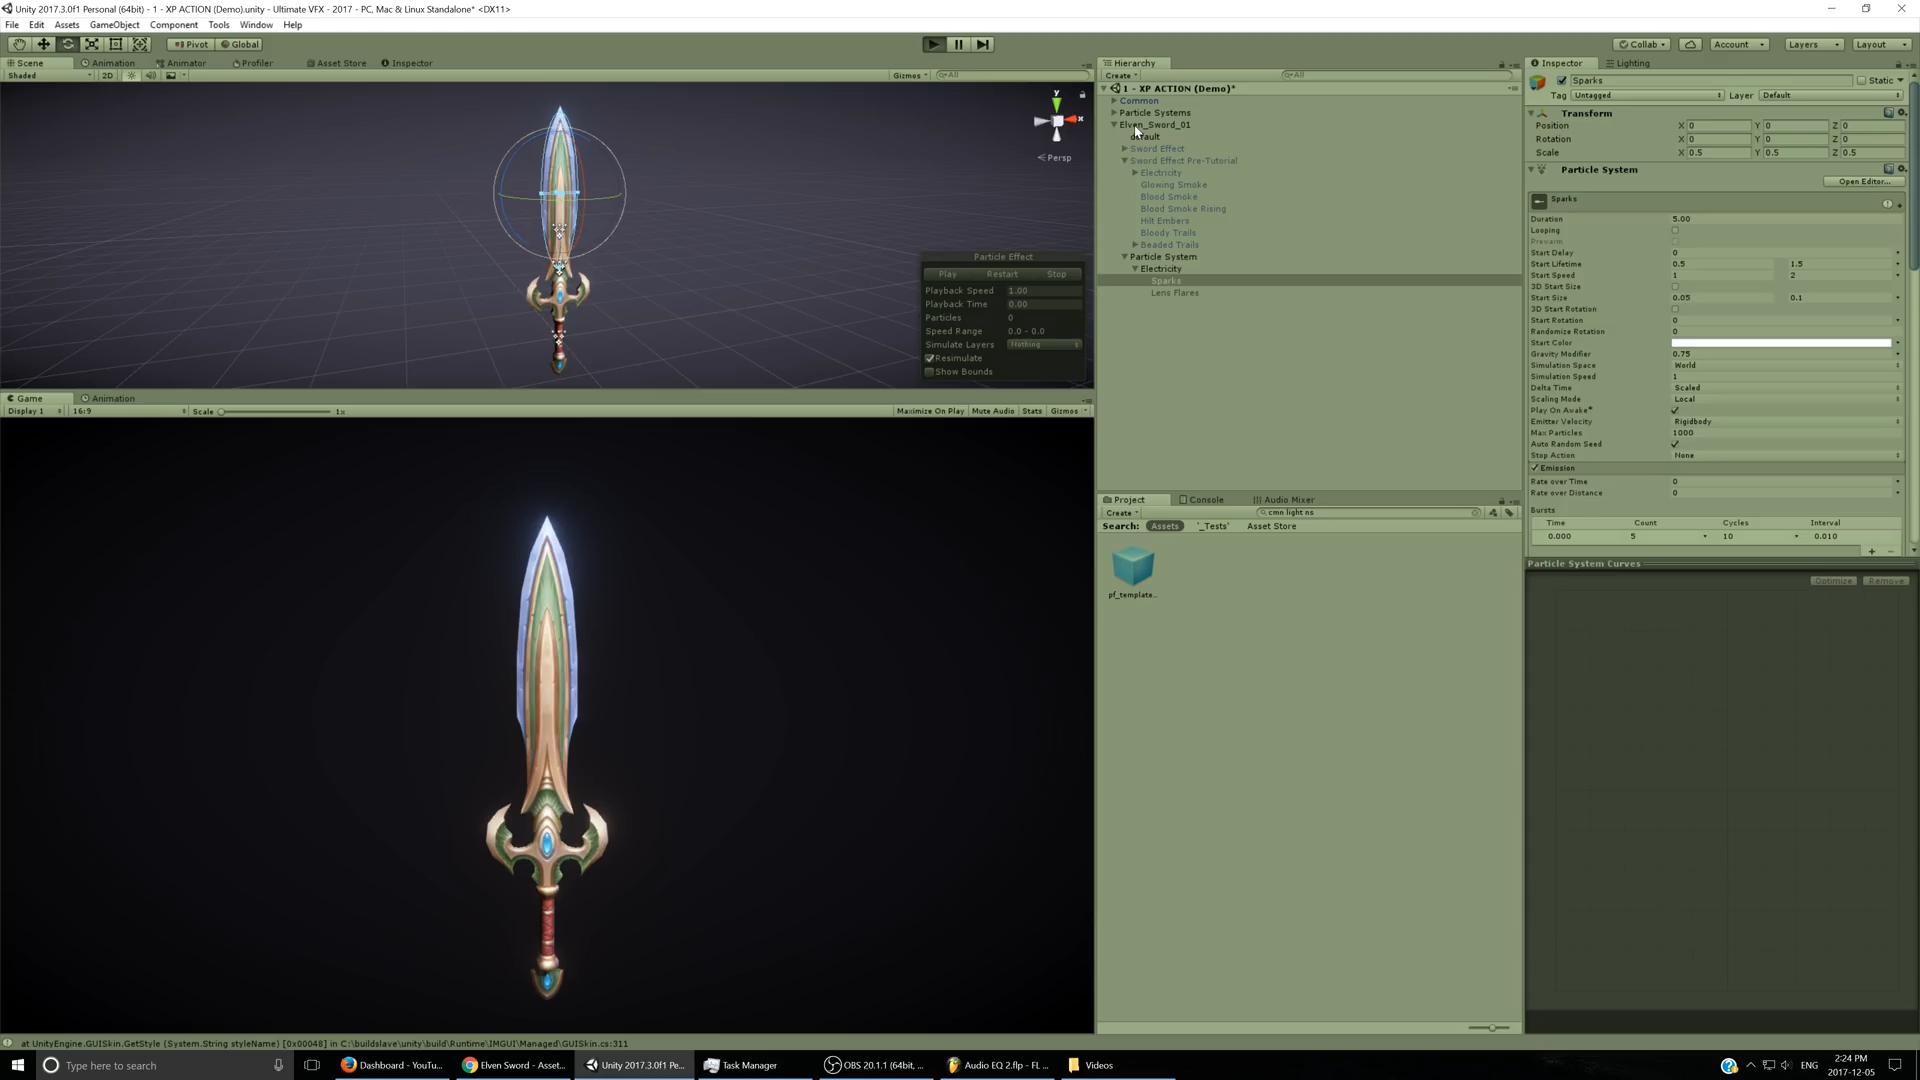 Unity 2017.3.0f1 Personal (64bit) - 1 - XP ACTION (Demo).unity - Ultimate VFX - 2017 - PC, Mac & Linux Standalone* <DX11>
File Edit Assets GameObject Component Tools Window Help
Pivot Global
Collab Account Layers Layout
Scene Animation Animator Profiler Asset Store Inspector
Shaded 2D Gizmos All
y
x
Persp
Particle Effect
Play Restart Stop
Playback Speed 1.00
Playback Time 0.00
Particles 0
Speed Range 0.0 - 0.0
Simulate Layers Nothing
Resimulate
Show Bounds
Game Animation
Display 1 16:9 Scale 1x Maximize On Play Mute Audio Stats Gizmos
Hierarchy
Create All
1 - XP ACTION (Demo)*
Common
Particle Systems
Elven_Sword_01
default
Sword Effect
Sword Effect Pre-Tutorial
Electricity
Glowing Smoke
Blood Smoke
Blood Smoke Rising
Hilt Embers
Bloody Trails
Beaded Trails
Particle System
Electricity
Sparks
Lens Flares
Project Console Audio Mixer
Create cmn light ns
Search: Assets '_Tests' Asset Store
pf_template...
Inspector Lighting
Sparks Static
Tag Untagged Layer Default
Transform
Position X 0 Y 0 Z 0
Rotation X 0 Y 0 Z 0
Scale X 0.5 Y 0.5 Z 0.5
Particle System
Open Editor...
Sparks
Duration 5.00
Looping
Prewarm
Start Delay 0
Start Lifetime 0.5 1.5
Start Speed 1 2
3D Start Size
Start Size 0.05 0.1
3D Start Rotation
Start Rotation 0
Randomize Rotation 0
Start Color
Gravity Modifier 0.75
Simulation Space World
Simulation Speed 1
Delta Time Scaled
Scaling Mode Local
Play On Awake*
Emitter Velocity Rigidbody
Max Particles 1000
Auto Random Seed
Stop Action None
Emission
Rate over Time 0
Rate over Distance 0
Bursts
Time Count Cycles Interval
0.000 5 10 0.010
Particle System Curves
Optimize Remove
at UnityEngine.GUISkin.GetStyle (System.String styleName) [0x00048] in C:\buildslave\unity\build\Runtime\IMGUI\Managed\GUISkin.cs:311
Type here to search
Dashboard - YouTu...
Elven Sword - Asset...
Unity 2017.3.0f1 Pe...
Task Manager
OBS 20.1.1 (64bit, ...
Audio EQ 2.flp - FL ...
Videos
ENG
2:24 PM
2017-12-05